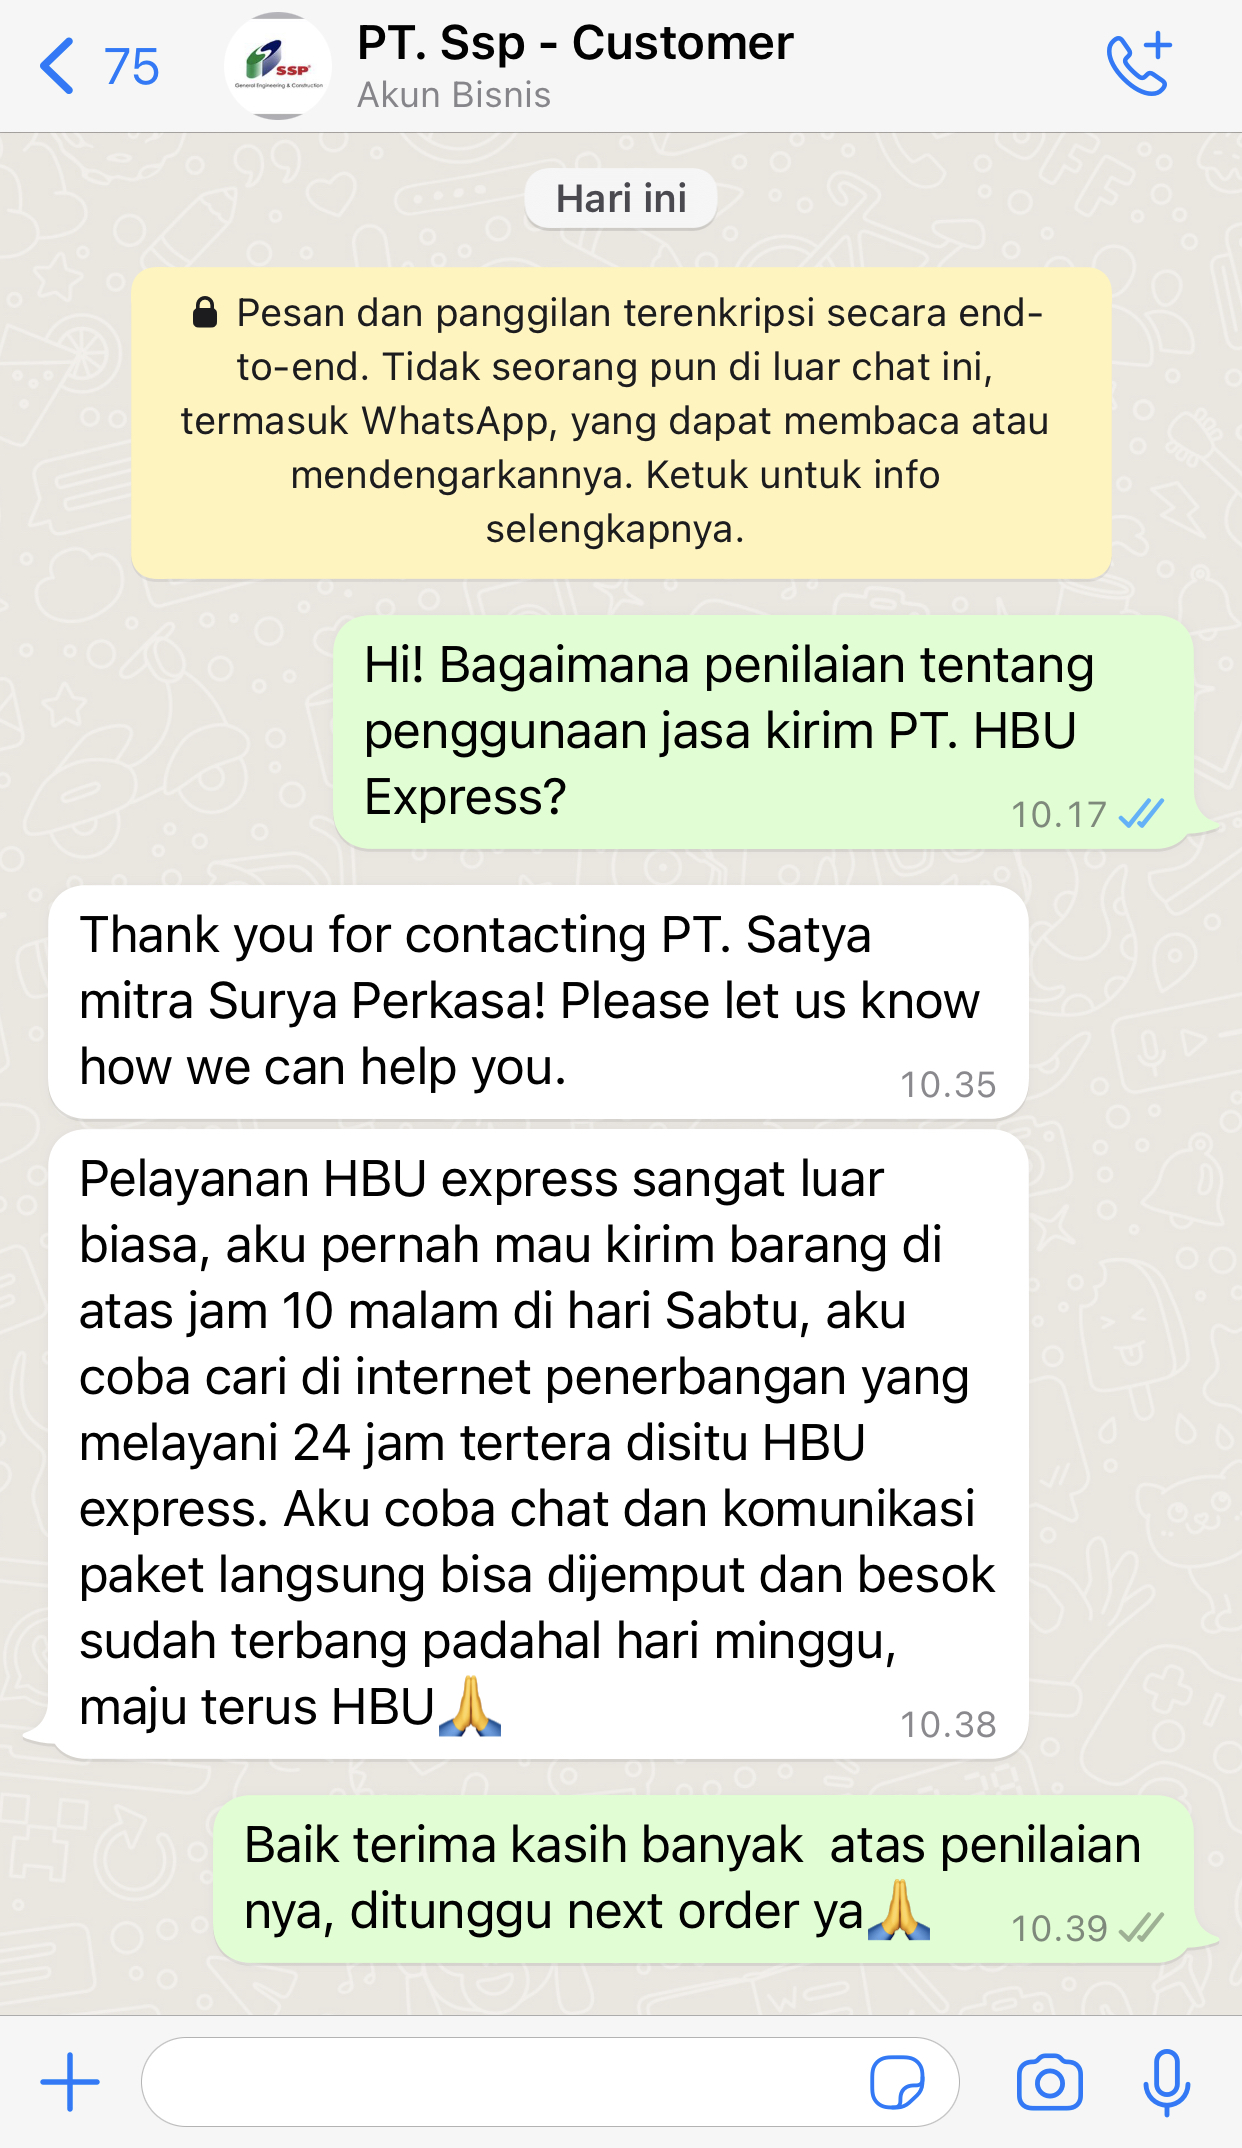 75
PT. Ssp - Customer
Akun Bisnis
SSP
General Engineering & Construction
Hari ini
Pesan dan panggilan terenkripsi secara end-
to-end. Tidak seorang pun di luar chat ini,
termasuk WhatsApp, yang dapat membaca atau
mendengarkannya. Ketuk untuk info
selengkapnya.
Hi! Bagaimana penilaian tentang
penggunaan jasa kirim PT. HBU
Express?
10.17
Thank you for contacting PT. Satya
mitra Surya Perkasa! Please let us know
how we can help you.
10.35
Pelayanan HBU express sangat luar
biasa, aku pernah mau kirim barang di
atas jam 10 malam di hari Sabtu, aku
coba cari di internet penerbangan yang
melayani 24 jam tertera disitu HBU
express. Aku coba chat dan komunikasi
paket langsung bisa dijemput dan besok
sudah terbang padahal hari minggu,
maju terus HBU🙏
10.38
Baik terima kasih banyak  atas penilaian
nya, ditunggu next order ya🙏
10.39